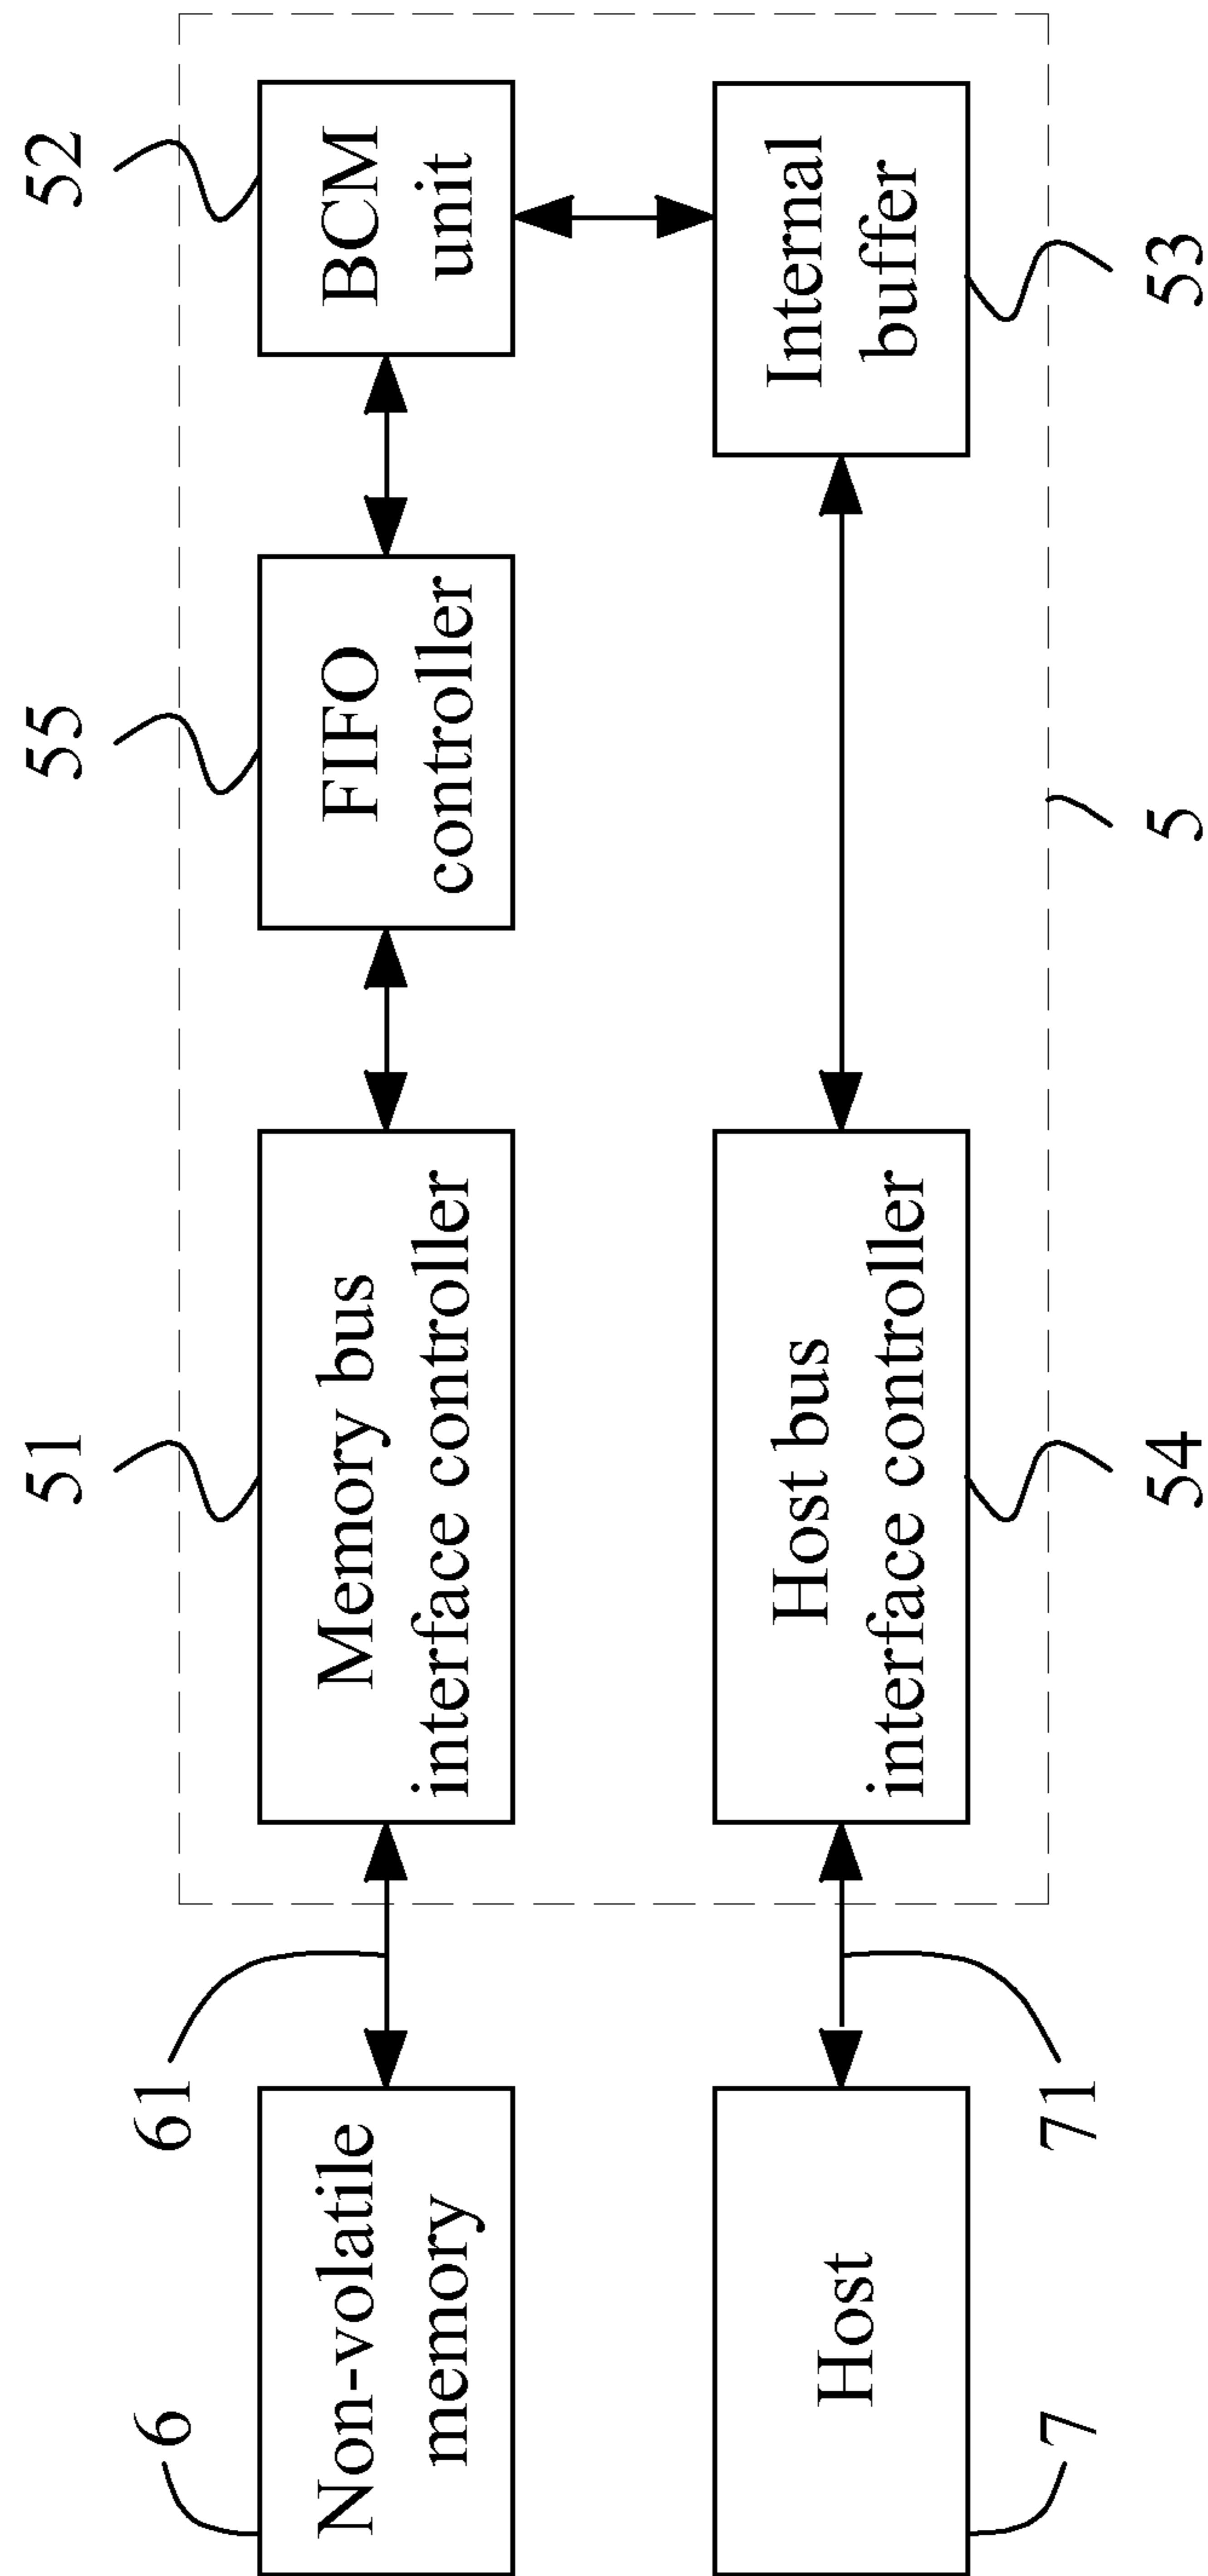 61
51
55
52
6
Non-volatile
memory
Memory bus
interface controller
FIFO
controller
BCM
unit
Host
Host bus
interface controller
Internal
buffer
7
71
54
5
53